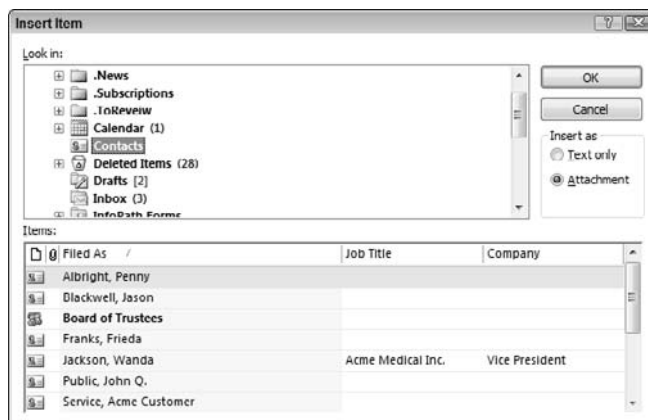 Insert Item
Look in:
.News
.Subscriptions
.ToReveiw
Calendar (1)
Contacts
Deleted Items (28)
Drafts [2]
Inbox (3)
InfoPath Forms
OK
Cancel
Insert as
Text only
Attachment
Items:
Filed As / Job Title Company
Albright, Penny
Blackwell, Jason
Board of Trustees
Franks, Frieda
Jackson, Wanda Acme Medical Inc. Vice President
Public, John Q.
Service, Acme Customer